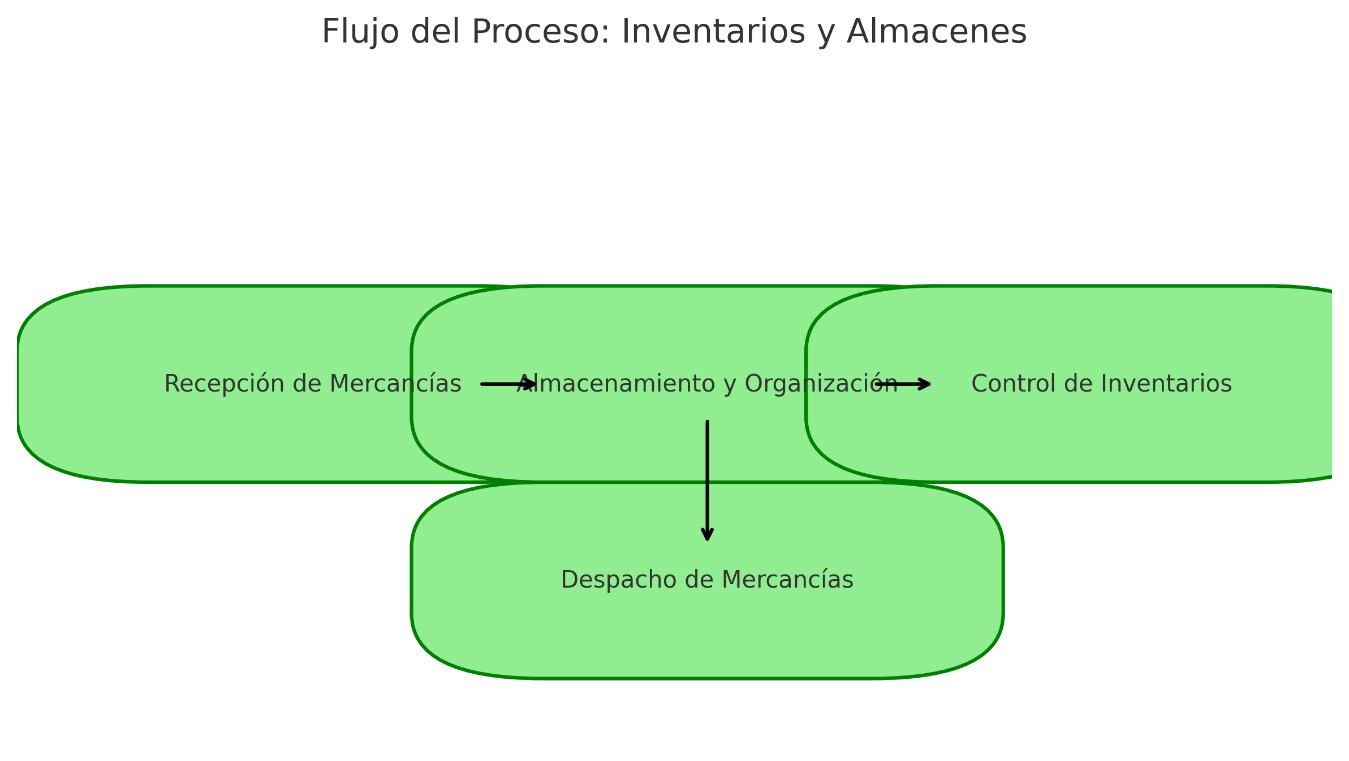 Flujo del Proceso: Inventarios y Almacenes
Recepción de Mercancías
Almacenamiento y Organización
Control de Inventarios
Despacho de Mercancías